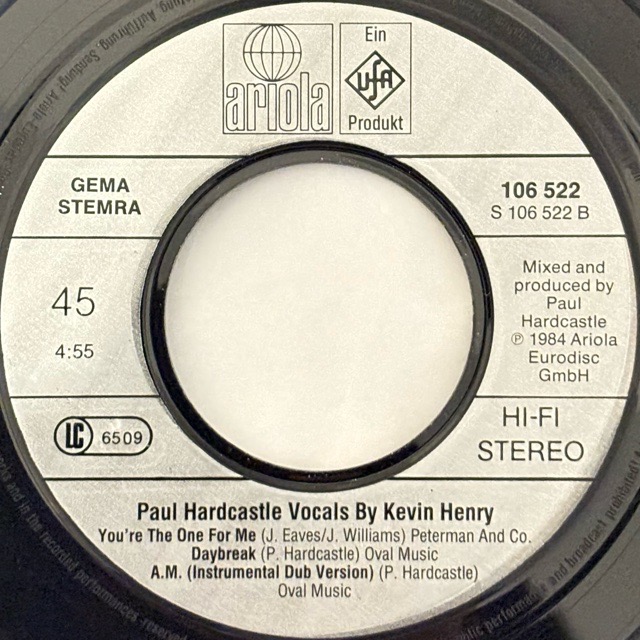 ariola
Ein
UFA
Produkt
GEMA
STEMRA
106 522
S 106 522 B
45
4:55
Mixed and
produced by
Paul
Hardcastle
℗ 1984 Ariola
Eurodisc
GmbH
LC 6509
HI-FI
STEREO
Paul Hardcastle Vocals By Kevin Henry
You're The One For Me (J. Eaves/J. Williams) Peterman And Co.
Daybreak (P. Hardcastle) Oval Music
A.M. (Instrumental Dub Version) (P. Hardcastle)
Oval Music